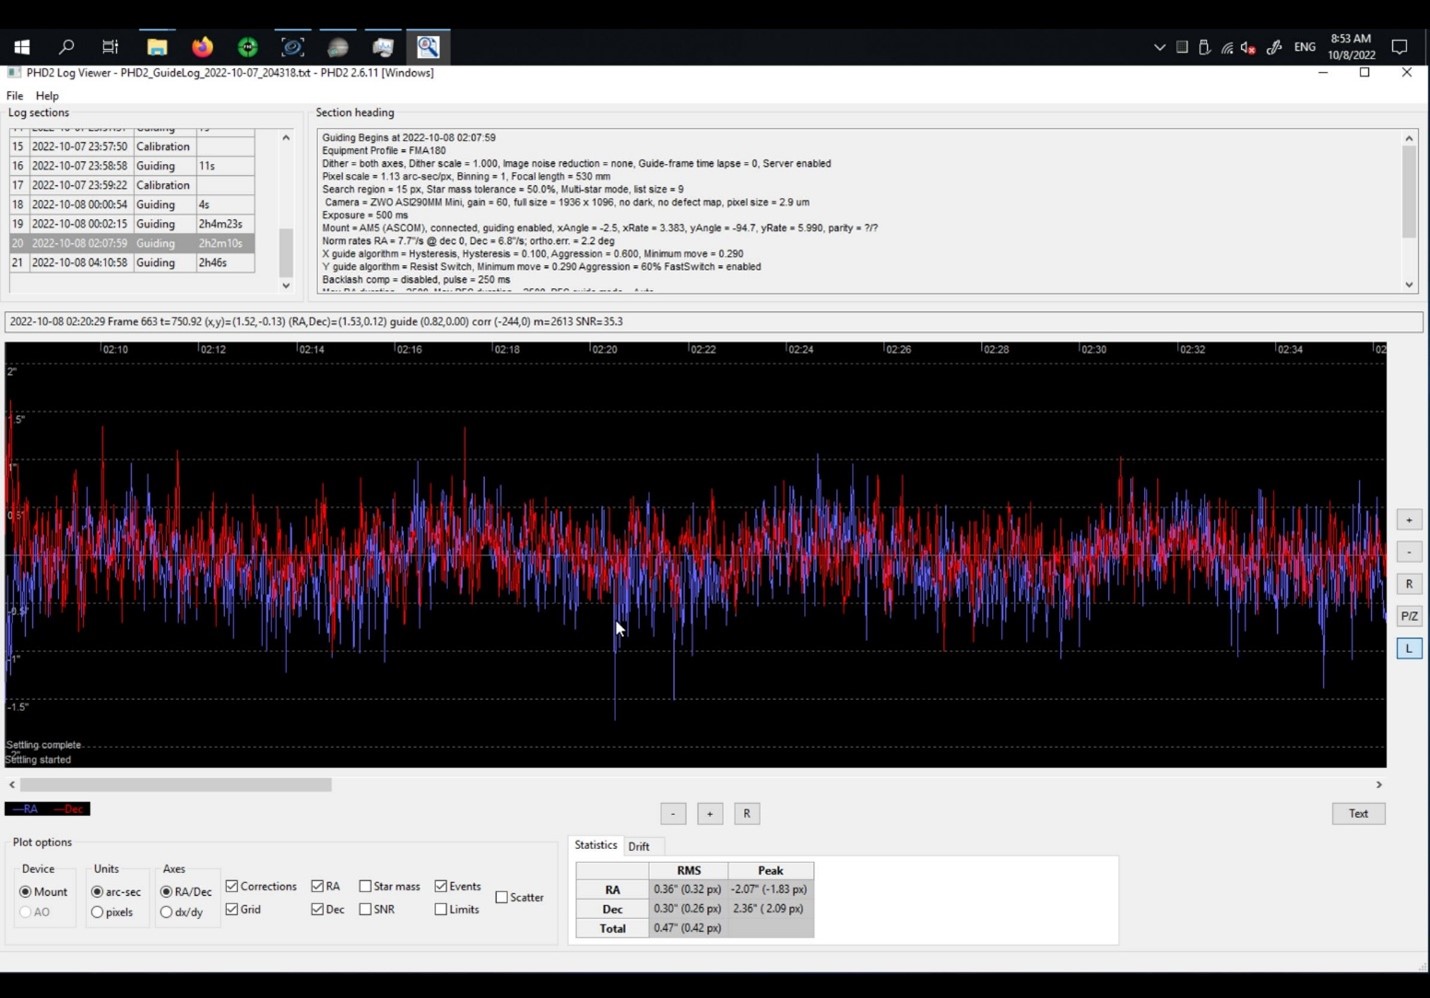 ENG
8:53 AM
10/8/2022
PHD2 Log Viewer - PHD2_GuideLog_2022-10-07_204318.txt - PHD2 2.6.11 [Windows]
File Help
Log sections
15 2022-10-07 23:57:50 Calibration
16 2022-10-07 23:58:58 Guiding 11s
17 2022-10-07 23:59:22 Calibration
18 2022-10-08 00:00:54 Guiding 4s
19 2022-10-08 00:02:15 Guiding 2h4m23s
20 2022-10-08 02:07:59 Guiding 2h2m10s
21 2022-10-08 04:10:58 Guiding 2h46s
Section heading
Guiding Begins at 2022-10-08 02:07:59
Equipment Profile = FMA180
Dither = both axes, Dither scale = 1.000, Image noise reduction = none, Guide-frame time lapse = 0, Server enabled
Pixel scale = 1.13 arc-sec/px, Binning = 1, Focal length = 530 mm
Search region = 15 px, Star mass tolerance = 50.0%, Multi-star mode, list size = 9
Camera = ZWO ASI290MM Mini, gain = 60, full size = 1936 x 1096, no dark, no defect map, pixel size = 2.9 um
Exposure = 500 ms
Mount = AM5 (ASCOM), connected, guiding enabled, xAngle = -2.5, xRate = 3.383, yAngle = -94.7, yRate = 5.990, parity = ?/?
Norm rates RA = 7.7"/s @ dec 0, Dec = 6.8"/s; ortho.err. = 2.2 deg
X guide algorithm = Hysteresis, Hysteresis = 0.100, Aggression = 0.600, Minimum move = 0.290
Y guide algorithm = Resist Switch, Minimum move = 0.290 Aggression = 60% FastSwitch = enabled
Backlash comp = disabled, pulse = 250 ms
2022-10-08 02:20:29 Frame 663 t=750.92 (x,y)=(1.52,-0.13) (RA,Dec)=(1.53,0.12) guide (0.82,0.00) corr (-244,0) m=2613 SNR=35.3
02:10 02:12 02:14 02:16 02:18 02:20 02:22 02:24 02:26 02:28 02:30 02:32 02:34 02
2"
1"
0.5"
-0.5"
-1"
-1.5"
Settling complete
Settling started
+
-
R
P/Z
L
RA Dec
- + R
Text
Plot options
Device Units Axes
Mount arc-sec RA/Dec Corrections RA Star mass Events Scatter
AO pixels dx/dy Grid Dec SNR Limits
Statistics Drift
RMS Peak
RA 0.36" (0.32 px) -2.07" (-1.83 px)
Dec 0.30" (0.26 px) 2.36" ( 2.09 px)
Total 0.47" (0.42 px)